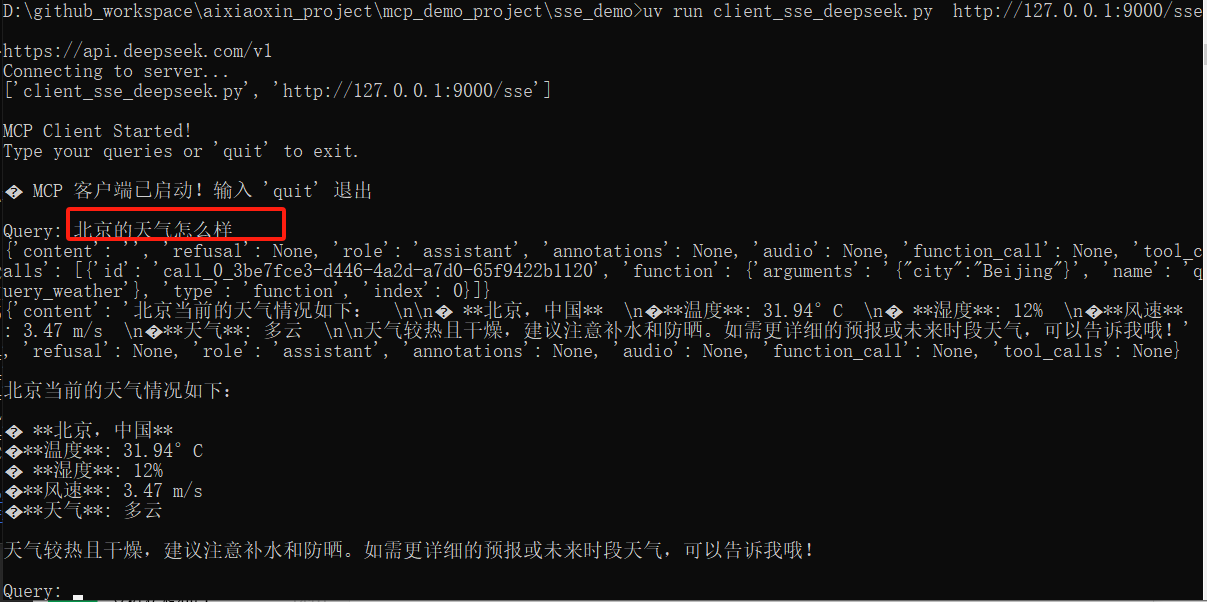 D:\github_workspace\aixiaoxin_project\mcp_demo_project\sse_demo>uv run client_sse_deepseek.py  http://127.0.0.1:9000/sse
https://api.deepseek.com/v1
Connecting to server...
['client_sse_deepseek.py', 'http://127.0.0.1:9000/sse']
MCP Client Started!
Type your queries or 'quit' to exit.
� MCP 客户端已启动！输入 'quit' 退出
Query: 北京的天气怎么样
{'content': '', 'refusal': None, 'role': 'assistant', 'annotations': None, 'audio': None, 'function_call': None, 'tool_c
alls': [{'id': 'call_0_3be7fce3-d446-4a2d-a7d0-65f9422b1120', 'function': {'arguments': '{"city":"Beijing"}', 'name': 'q
uery_weather'}, 'type': 'function', 'index': 0}]}
{'content': '北京当前的天气情况如下：  \n\n� **北京，中国**  \n�**温度**: 31.94°C  \n� **湿度**: 12%  \n�**风速**
: 3.47 m/s  \n�**天气**: 多云  \n\n天气较热且干燥，建议注意补水和防晒。如需更详细的预报或未来时段天气，可以告诉我哦！'
, 'refusal': None, 'role': 'assistant', 'annotations': None, 'audio': None, 'function_call': None, 'tool_calls': None}
北京当前的天气情况如下：
� **北京，中国**
�**温度**: 31.94°C
� **湿度**: 12%
�**风速**: 3.47 m/s
�**天气**: 多云
天气较热且干燥，建议注意补水和防晒。如需更详细的预报或未来时段天气，可以告诉我哦！
Query: